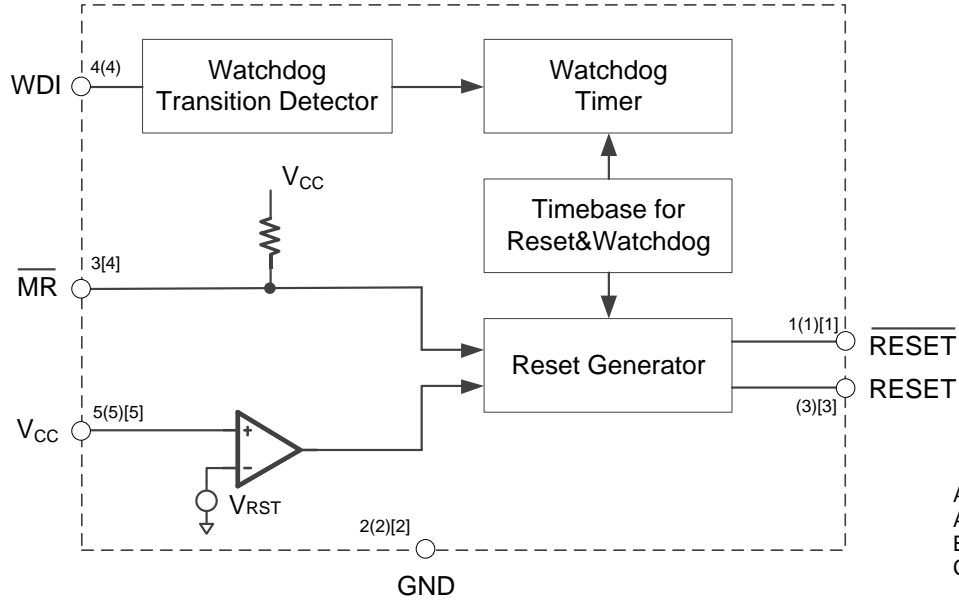 WDI
4(4)
Watchdog
Transition Detector
Watchdog
Timer
VCC
Timebase for
Reset&Watchdog
MR
3[4]
Reset Generator
1(1)[1]
RESET
RESET
(3)[3]
VCC
5(5)[5]
+
−
VRST
2(2)[2]
GND